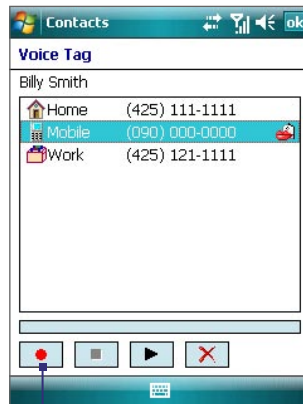 Contacts ok
Voice Tag
Billy Smith
Home (425) 111-1111
Mobile (090) 000-0000
Work (425) 121-1111